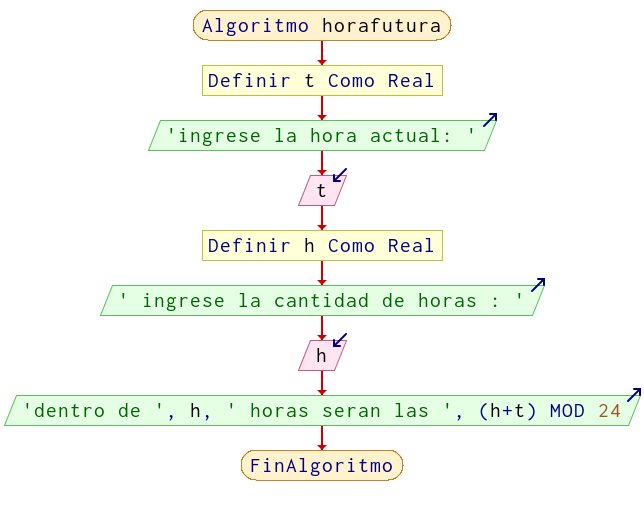 Algoritmo horafutura
Definir t Como Real
'ingrese la hora actual: '
t
Definir h Como Real
' ingrese la cantidad de horas : '
h
'dentro de ', h, ' horas seran las ', (h+t) MOD 24
FinAlgoritmo